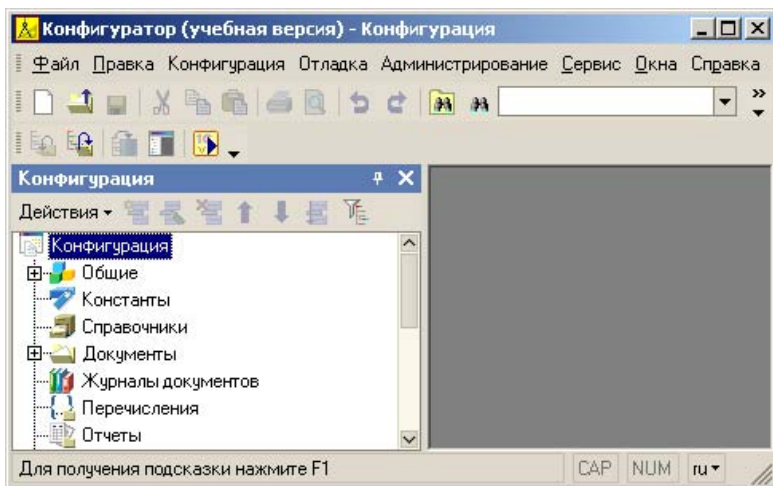 Конфигуратор (учебная версия) - Конфигурация
Файл Правка Конфигурация Отладка Администрирование Сервис Окна Справка
Конфигурация
Действия
Конфигурация
Общие
Константы
Справочники
Документы
Журналы документов
Перечисления
Отчеты
Для получения подсказки нажмите F1 CAP NUM ru